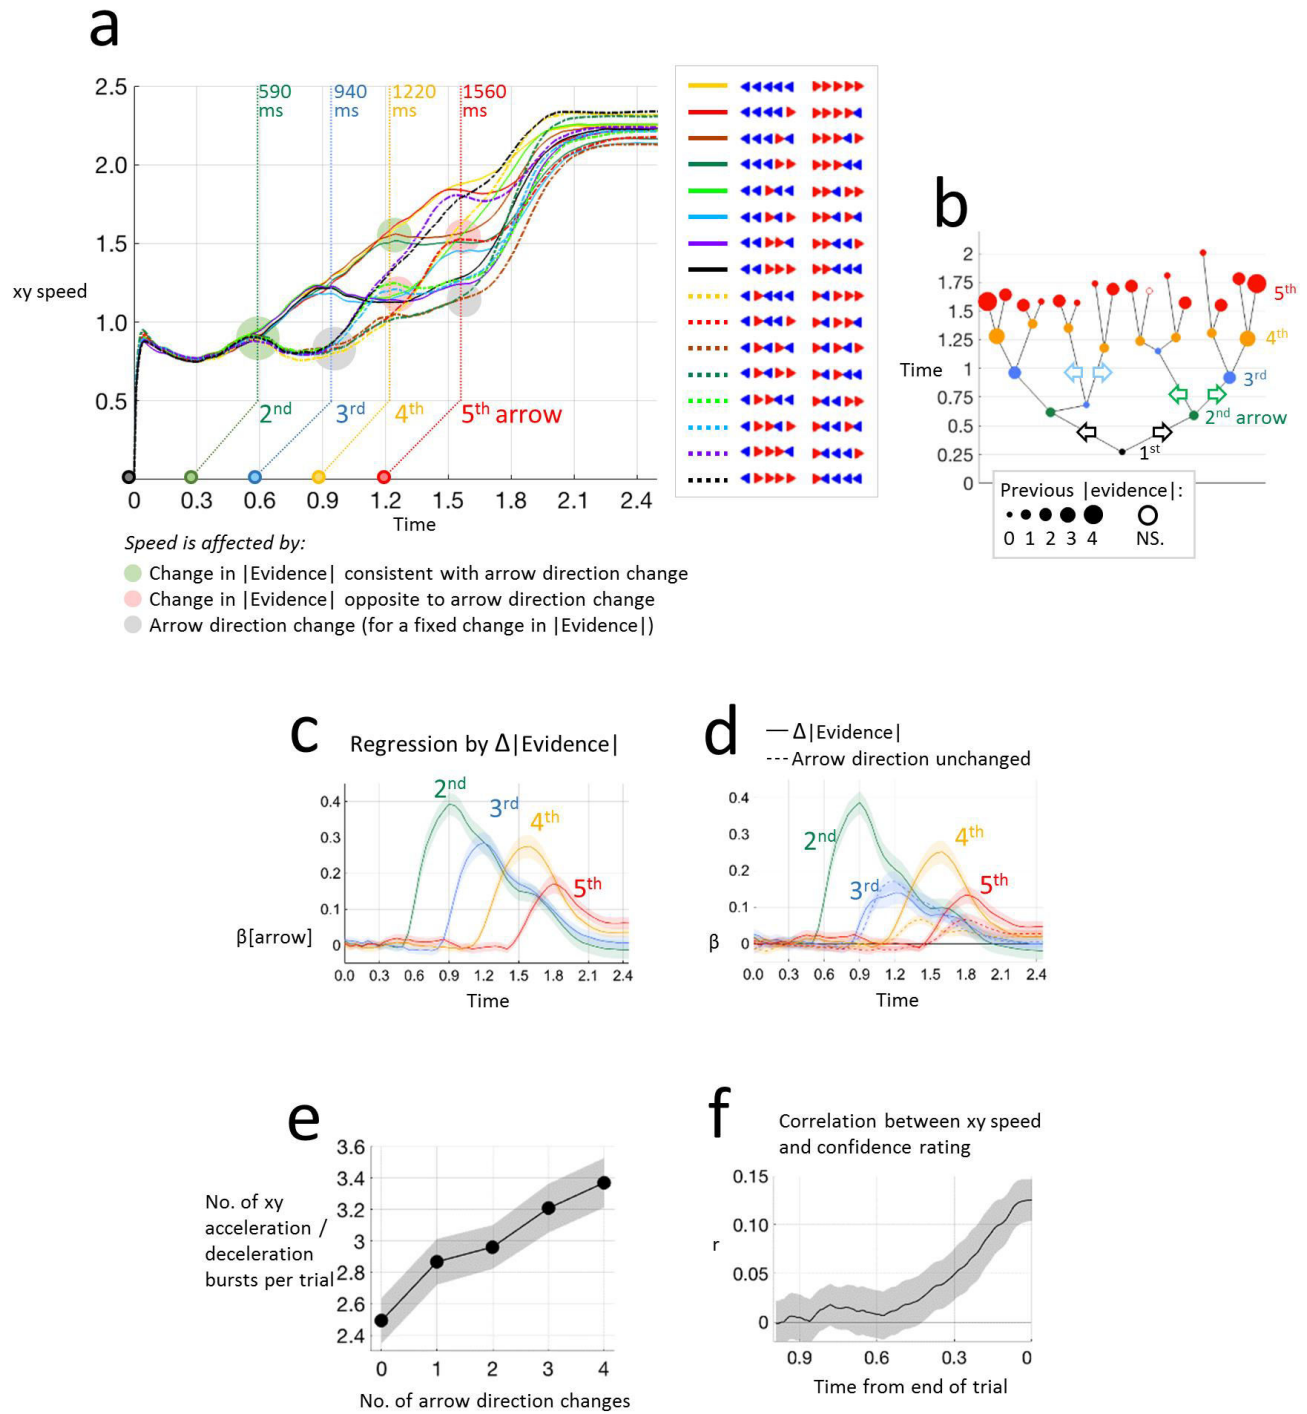 a
590 ms
940 ms
1220 ms
1560 ms
2.5
2.0
1.5
1.0
0.5
xy speed
2nd
3rd
4th
5th arrow
0
0.3
0.6
0.9
1.2
1.5
1.8
2.1
2.4
Time
Speed is affected by:
Change in |Evidence| consistent with arrow direction change
Change in |Evidence| opposite to arrow direction change
Arrow direction change (for a fixed change in |Evidence|)
b
2
1.75
1.5
1.25
1
0.75
0.5
0.25
0
Time
5th
4th
3rd
2nd arrow
1st
Previous |evidence|:
0 1 2 3 4 NS.
c
Regression by Δ|Evidence|
2nd
3rd
4th
5th
0.4
0.3
0.2
0.1
0
β[arrow]
0.0 0.3 0.6 0.9 1.2 1.5 1.8 2.1 2.4
Time
d
Δ|Evidence|
Arrow direction unchanged
2nd
3rd
4th
5th
0.4
0.3
0.2
0.1
0
β
0.0 0.3 0.6 0.9 1.2 1.5 1.8 2.1 2.4
Time
e
3.6
3.4
3.2
3
2.8
2.6
2.4
No. of xy
acceleration /
deceleration
bursts per trial
0 1 2 3 4
No. of arrow direction changes
f
Correlation between xy speed
and confidence rating
0.15
0.10
0.05
0
r
0.9 0.6 0.3 0
Time from end of trial